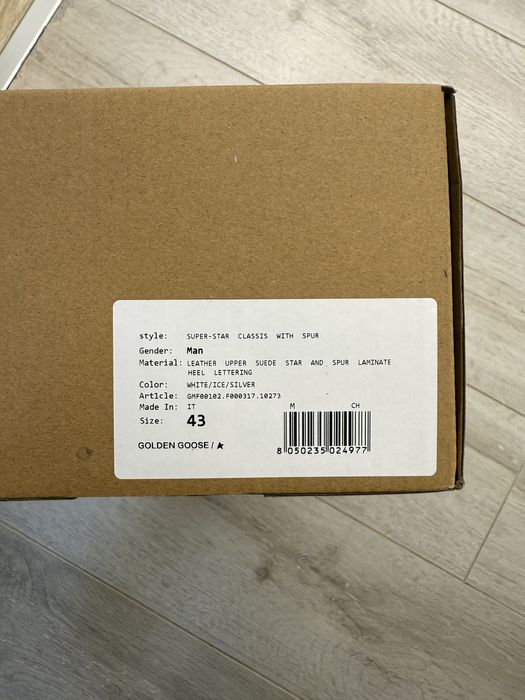 style: SUPER-STAR CLASSIS WITH SPUR
Gender: Man
Material: LEATHER UPPER SUEDE STAR AND SPUR LAMINATE
HEEL LETTERING
Color: WHITE/ICE/SILVER
Article: GMF00102.F000317.10273
Made In: IT
Size: 43
M CH
GOLDEN GOOSE /
8 050235 024977